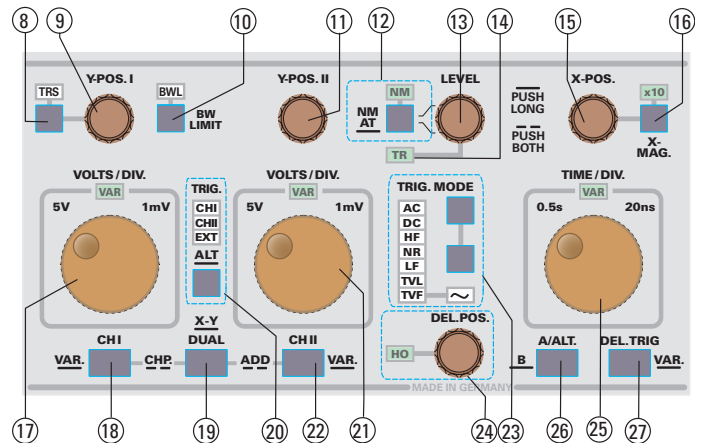 8 9 10 11 12 13 14 15 16
Y-POS. I
Y-POS. II
LEVEL
X-POS.
TRS
BWL
NM
x10
BW
LIMIT
NM
AT
PUSH
LONG
PUSH
BOTH
X-
MAG.
TR
VOLTS / DIV.
VAR
5V 1mV
TRIG.
CHI
CHII
EXT
ALT
VOLTS / DIV.
VAR
5V 1mV
TRIG. MODE
AC
DC
HF
NR
LF
TVL
TVF
~
TIME / DIV.
VAR
0.5s 20ns
DEL.POS.
HO
X-Y
VAR. CH I CHP. DUAL ADD CH II VAR.
B A/ALT. DEL.TRIG VAR.
MADE IN GERMANY
17 18 19 20 22 21 24 23 26 25 27